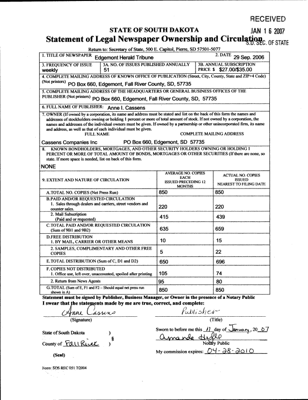 RECEIVED
JAN 16 2007
S.D. SEC. OF STATE
STATE OF SOUTH DAKOTA
Statement of Legal Newspaper Ownership and Circulation
Return to: Secretary of State, 500 E. Capitol, Pierre, SD 57501-5077
1. TITLE OF NEWSPAPER
Edgemont Herald Tribune
2. DATE
29 Sep. 2006
3. FREQUENCY OF ISSUE
weekly
3A. NO. OF ISSUES PUBLISHED ANNUALLY
51
3B. ANNUAL SUBSCRIPTION
PRICE $ $27.00/$35.00
4. COMPLETE MAILING ADDRESS OF KNOWN OFFICE OF PUBLICATION (Street, City, County, State and ZIP+4 Code)
(Not Printers)
PO Box 660, Edgemont, Fall River County, SD, 57735
5. COMPLETE MAILING ADDRESS OF THE HEADQUARTERS OR GENERAL BUSINESS OFFICES OF THE
PUBLISHER (Not printers)
PO Box 660, Edgemont, Fall River County, SD, 57735
6. FULL NAME OF PUBLISHER:
Anne I. Cassens
7. OWNER (If owned by a corporation, its name and address must be stated and list on the back of this form the names and
addresses of stockholders owning or holding 1 percent or more of total amount of stock. If not owned by a corporation, the
names and addresses of the individual owners must be given. If owned by a partnership or other unincorporated firm, its name
and address, as well as that of each individual must be given.
FULL NAME
COMPLETE MAILING ADDRESS
Cassens Companies Inc
PO Box 660, Edgemont, SD 57735
8. KNOWN BONDHOLDERS, MORTGAGES, AND OTHER SECURITY HOLDERS OWNING OR HOLDING 1
PERCENT OR MORE OF TOTAL AMOUNT OF BONDS, MORTGAGES OR OTHER SECURITIES (If there are none, so
state. If more space is needed, list on back of this form.
NONE
9. EXTENT AND NATURE OF CIRCULATION
AVERAGE NO. COPIES
EACH
ISSUED PRECEDING 12
MONTHS
ACTUAL NO. COPIES
ISSUED
NEAREST TO FILING DATE
A. TOTAL NO. COPIES (Net Press Run)
850
850
B. PAID AND/OR REQUESTED CIRCULATION
1. Sales through dealers and carriers, street vendors and
counter sales.
220
220
2. Mail Subscription
(Paid and/or requested)
415
439
C. TOTAL PAID AND/OR REQUESTED CIRCULATION
(Sum of 9B1 and 9B2)
635
659
D. FREE DISTRIBUTION
1. BY MAIL, CARRIER OR OTHER MEANS
10
15
2. SAMPLES, COMPLIMENTARY AND OTHER FREE
COPIES
5
22
E. TOTAL DISTRIBUTION (Sum of C, D1 and D2)
650
696
F. COPIES NOT DISTRIBUTED
1. Office use, left over, unaccounted, spoiled after printing
105
74
2. Return from News Agents
95
80
G. TOTAL (Sum of E, F1 and F2 - Should equal net press run
shown in A)
850
850
Statement must be signed by Publisher, Business Manager, or Owner in the presence of a Notary Public
I swear that the statements made by me are true, correct, and complete:
Anne Cassens
Publisher
(Signature)
(Title)
State of South Dakota )
County of Fall River )
(Seal)
Sworn to before me this 11 day of January, 2007
Notary Public
My commission expires: 04-28-2010